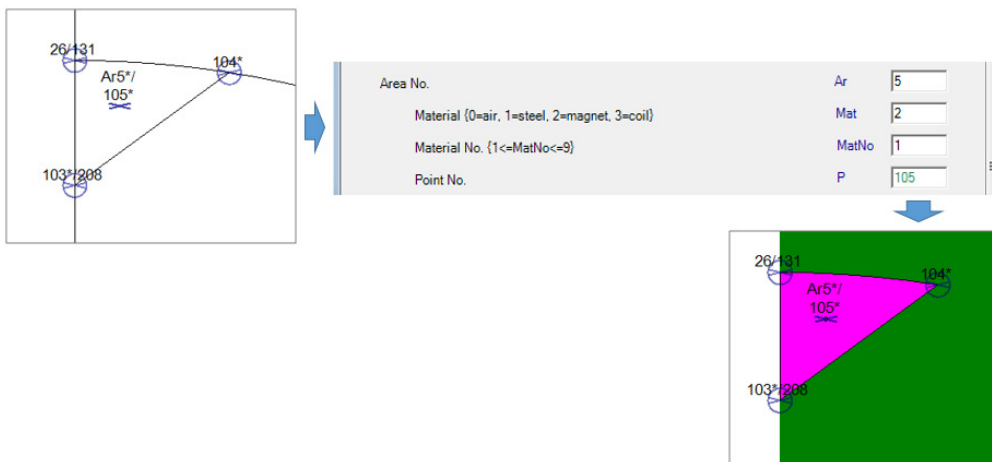 26/131
104*
Ar5*/
105*
103*/208
Area No. Ar 5
Material {0=air, 1=steel, 2=magnet, 3=coil} Mat 2
Material No. {1<=MatNo<=9} MatNo 1
Point No. P 105
26/131
104*
Ar5*/
105*
103*/208